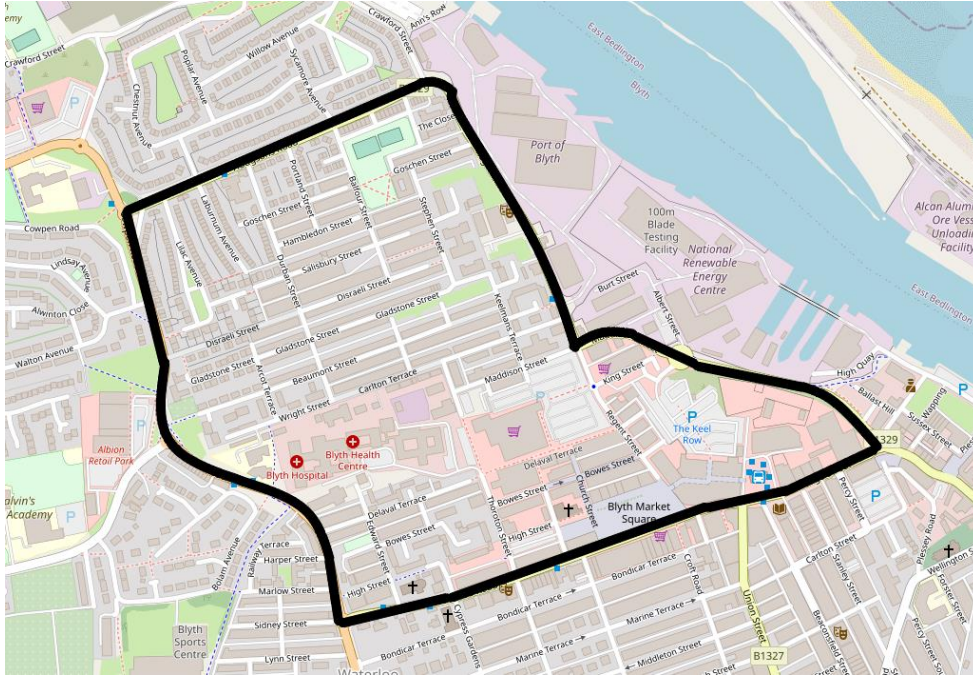 Crawford Street
Crawford Street
Ann's Row
Willow Avenue
Poplar Avenue
Sycamore Avenue
Chestnut Avenue
East Bedlington
Blyth
The Close
Port of
Blyth
Goschen Street
Portland Street
Balfour Street
Cowpen Road
Laburnum Avenue
Goschen Street
Hambledon Street
Stephen Street
100m
Blade
Testing
Facility
Alcan Alum
Ore Vess
Unloadin
Facility
Lindsay Avenue
Lilac Avenue
Salisbury Street
Durban Street
National
Renewable
Energy
Centre
Alwinton Close
Disraeli Street
Burt Street
East Bedlington
Gladstone Street
Keelmans Terrace
Albert Street
Walton Avenue
Disraeli Street
Gladstone Street
Gladstone Street
Beaumont Street
Arcot Terrace
Carlton Terrace
Maddison Street
King Street
High Quay
Wright Street
Ballast Hill
Wapping
Sussex Street
Regent Street
P
The Keel
Row
Albion
Retail Park
Blyth Health
Centre
Blyth Hospital
Delaval Terrace
329
Bowes Street
Church Street
Percy Street
Academy
Delaval Terrace
Bowes Street
Thoroton Street
Blyth Market
Square
Plessey Road
Edward Street
Bowes Street
High Street
Bolam Avenue
Railway Terrace
Harper Street
High Street
Bondicar Terrace
Croft Road
Carlton Street
Marlow Street
Bondicar Terrace
Marine Terrace
Union Street
Stanley Street
Forster Street
Sidney Street
Cypress Gardens
Beaconsfield Street
Blyth
Sports
Centre
Bondicar Terrace
Marine Terrace
Middleton Street
B1327
Lynn Street
Waterloo